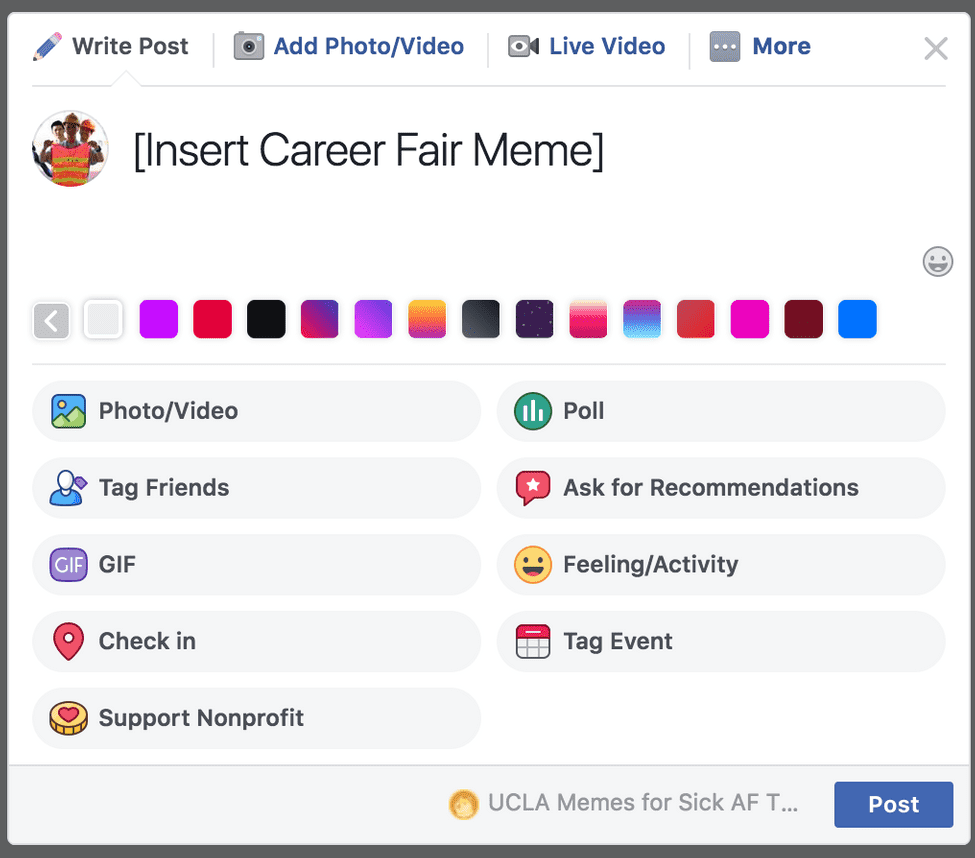 Write Post
Add Photo/Video
Live Video
More
[Insert Career Fair Meme]
Photo/Video
Poll
Tag Friends
Ask for Recommendations
GIF
GIF
Feeling/Activity
Check in
Tag Event
Support Nonprofit
UCLA Memes for Sick AF T...
Post